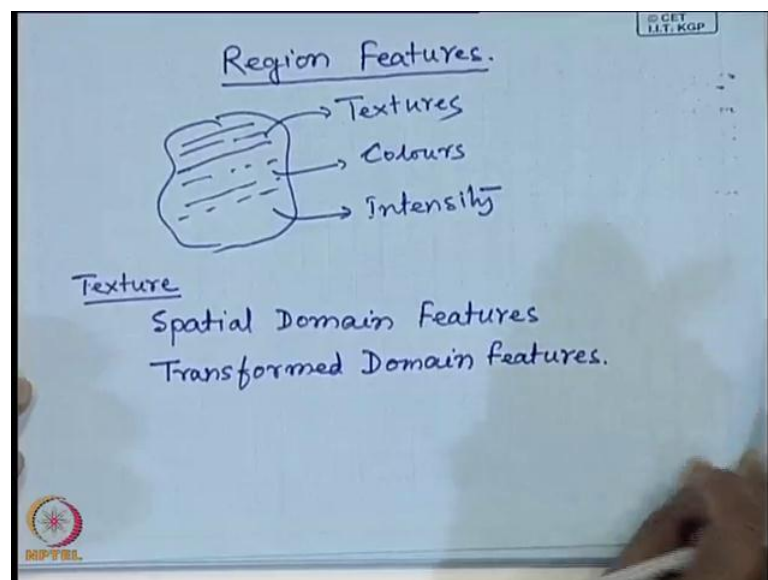 © CET
I.I.T. KGP
Region Features.
Textures
Colours
Intensity
Texture
Spatial Domain Features
Transformed Domain features.
NPTEL